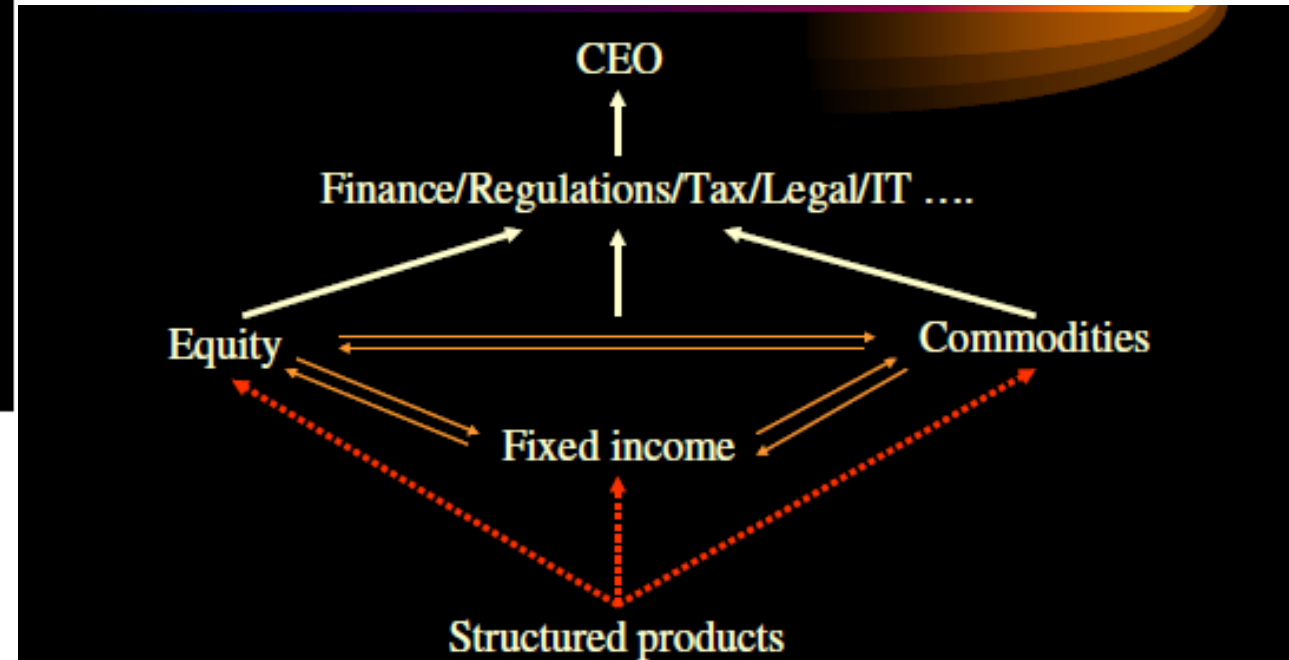 CEO
Finance/Regulations/Tax/Legal/IT ....
Equity
Commodities
Fixed income
Structured products